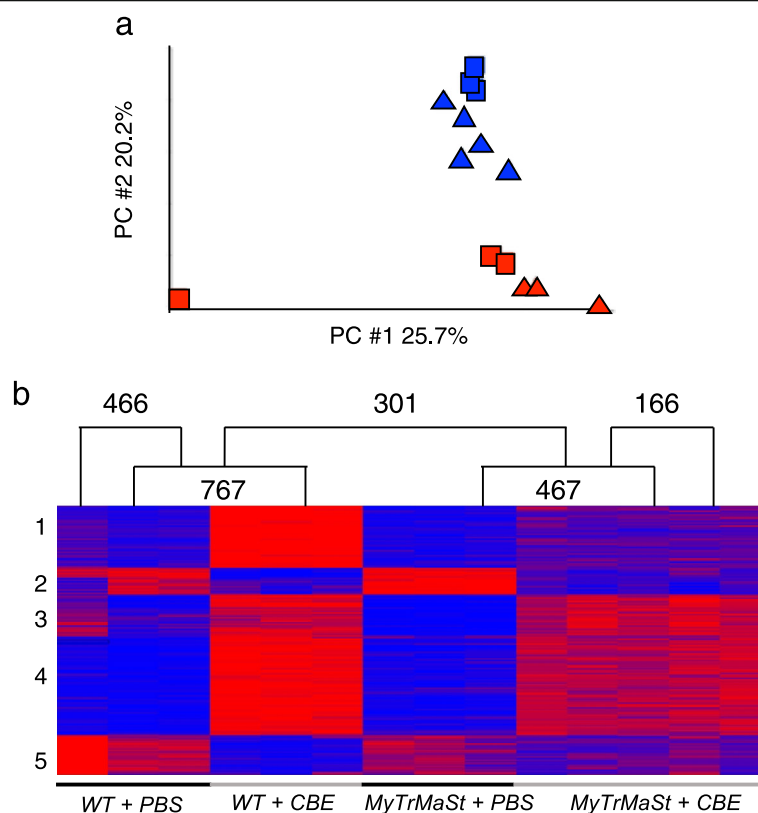 a
PC #2 20.2%
PC #1 25.7%
b
466 301 166
767 467
1
2
3
4
5
WT + PBS WT + CBE MyTrMaSt + PBS MyTrMaSt + CBE